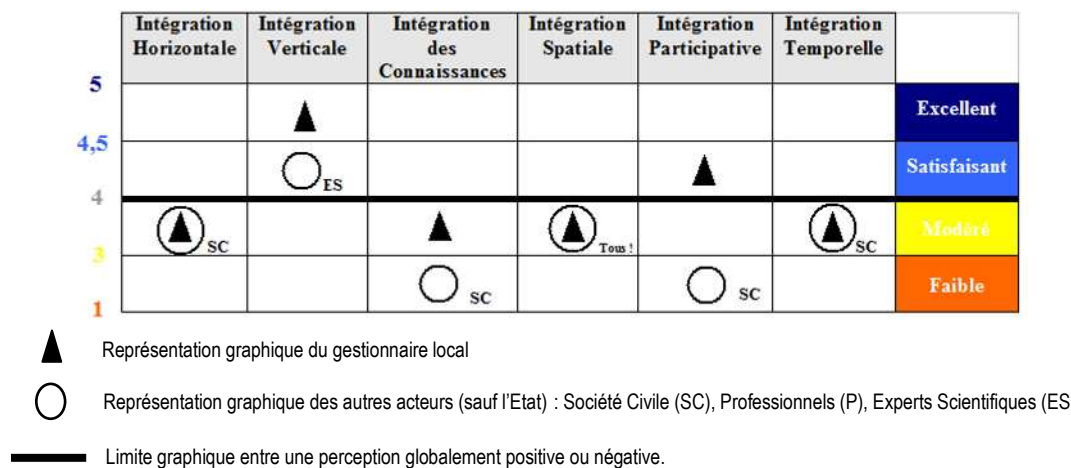 Intégration Horizontale Intégration Verticale Intégration des Connaissances Intégration Spatiale Intégration Participative Intégration Temporelle
5
Excellent
4,5
ES
Satisfaisant
4
SC Tous ! SC Modéré
3
SC SC Faible
1
Représentation graphique du gestionnaire local
Représentation graphique des autres acteurs (sauf l'Etat) : Société Civile (SC), Professionnels (P), Experts Scientifiques (ES
Limite graphique entre une perception globalement positive ou négative.